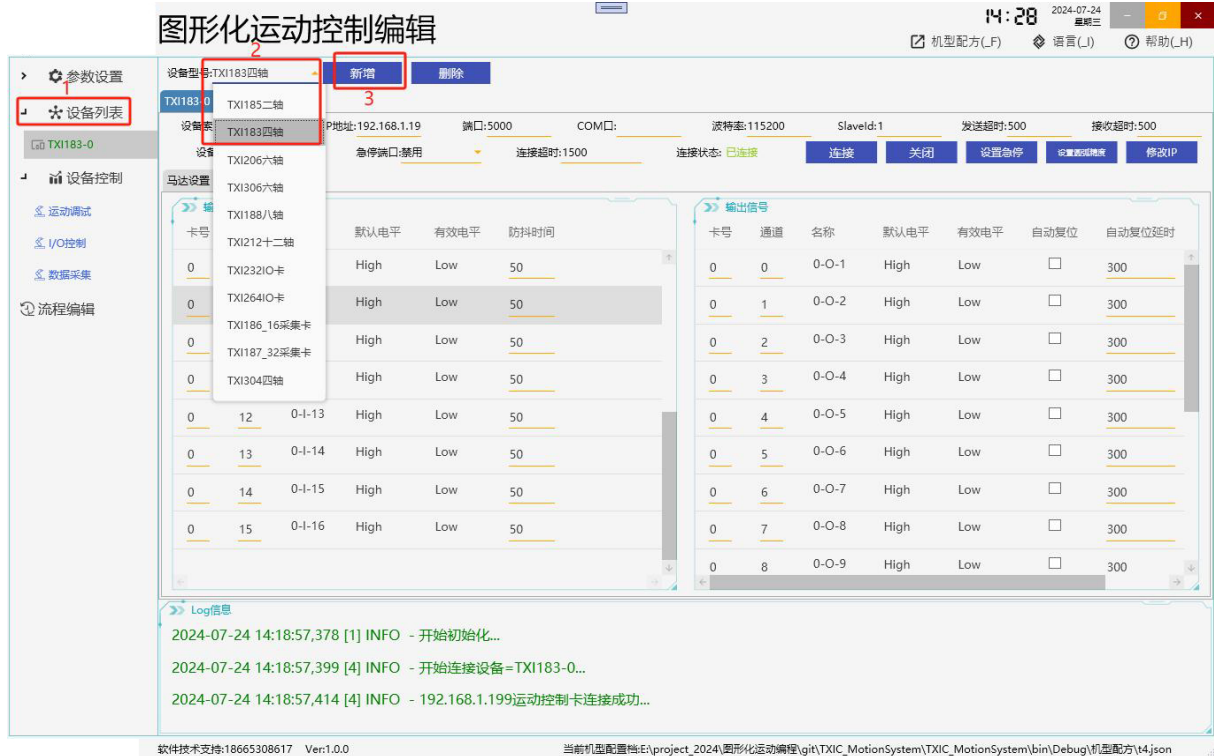 图形化运动控制编辑
14:28
2024-07-24
星期三
机型配方(_F)
语言(_I)
帮助(_H)
参数设置
1
设备列表
TXI183-0
设备控制
运动调试
I/O控制
数据采集
流程编辑
2
3
设备型号:TXI183四轴
新增
删除
TXI183-0
TXI185二轴
TXI183四轴
TXI206六轴
TXI306六轴
TXI188八轴
TXI212十二轴
TXI232IO卡
TXI264IO卡
TXI186_16采集卡
TXI187_32采集卡
TXI304四轴
P地址:192.168.1.19
端口:5000
COM口:
波特率:115200
SlaveId:1
发送超时:500
接收超时:500
急停端口:禁用
连接超时:1500
连接状态: 已连接
连接
关闭
设置急停
设置圆弧精度
修改IP
马达设置
卡号 默认电平 有效电平 防抖时间
0 High Low 50
0 High Low 50
0 High Low 50
0 High Low 50
0 12 0-I-13 High Low 50
0 13 0-I-14 High Low 50
0 14 0-I-15 High Low 50
0 15 0-I-16 High Low 50
输出信号
卡号 通道 名称 默认电平 有效电平 自动复位 自动复位延时
0 0 0-O-1 High Low 300
0 1 0-O-2 High Low 300
0 2 0-O-3 High Low 300
0 3 0-O-4 High Low 300
0 4 0-O-5 High Low 300
0 5 0-O-6 High Low 300
0 6 0-O-7 High Low 300
0 7 0-O-8 High Low 300
0 8 0-O-9 High Low 300
Log信息
2024-07-24 14:18:57,378 [1] INFO - 开始初始化...
2024-07-24 14:18:57,399 [4] INFO - 开始连接设备=TXI183-0...
2024-07-24 14:18:57,414 [4] INFO - 192.168.1.199运动控制卡连接成功...
软件技术支持:18665308617 Ver:1.0.0
当前机型配置档:E:\project_2024\图形化运动编程\git\TXIC_MotionSystem\TXIC_MotionSystem\bin\Debug\机型配方\t4.json